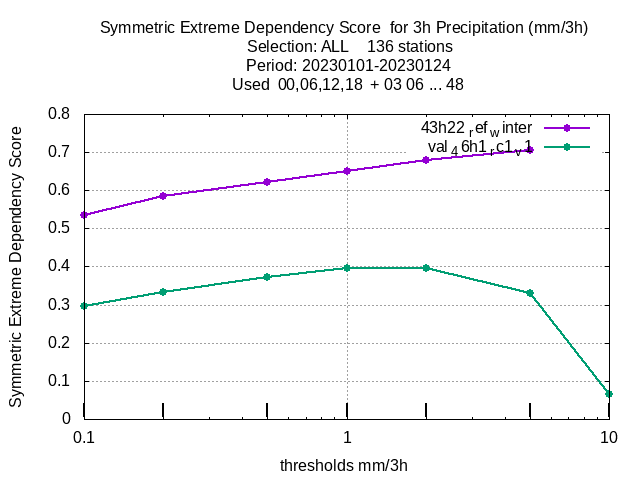 Symmetric Extreme Dependency Score  for 3h Precipitation (mm/3h)
Selection: ALL    136 stations
Period: 20230101-20230124
Used  00,06,12,18  + 03 06 ... 48
Symmetric Extreme Dependency Score
0.8
0.7
0.6
0.5
0.4
0.3
0.2
0.1
0
43h22 ref winter
val 46h1 rc1 v1
0.1
1
10
thresholds mm/3h